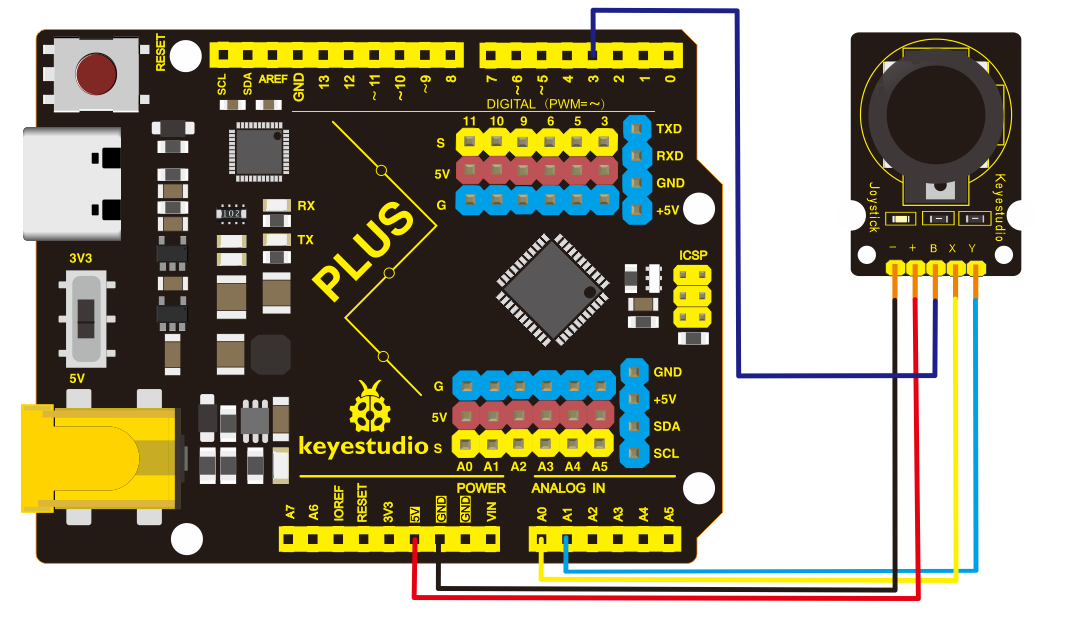 RESET
SCL
SDA
AREF
GND
13
12
~11
~10
~9
8
7
~6
~5
4
3
2
1
0
DIGITAL (PWM=~)
11 10 9 6 5 3
S
5V
G
TXD
RXD
GND
+5V
102
RX
TX
PLUS
ICSP
3V3
5V
G
5V
S
GND
+5V
SDA
SCL
keyestudio
A0 A1 A2 A3 A4 A5
POWER
ANALOG IN
A7
A6
IOREF
RESET
3V3
5V
GND
GND
VIN
A0
A1
A2
A3
A4
A5
Joystick
Keyestudio
− + B X Y